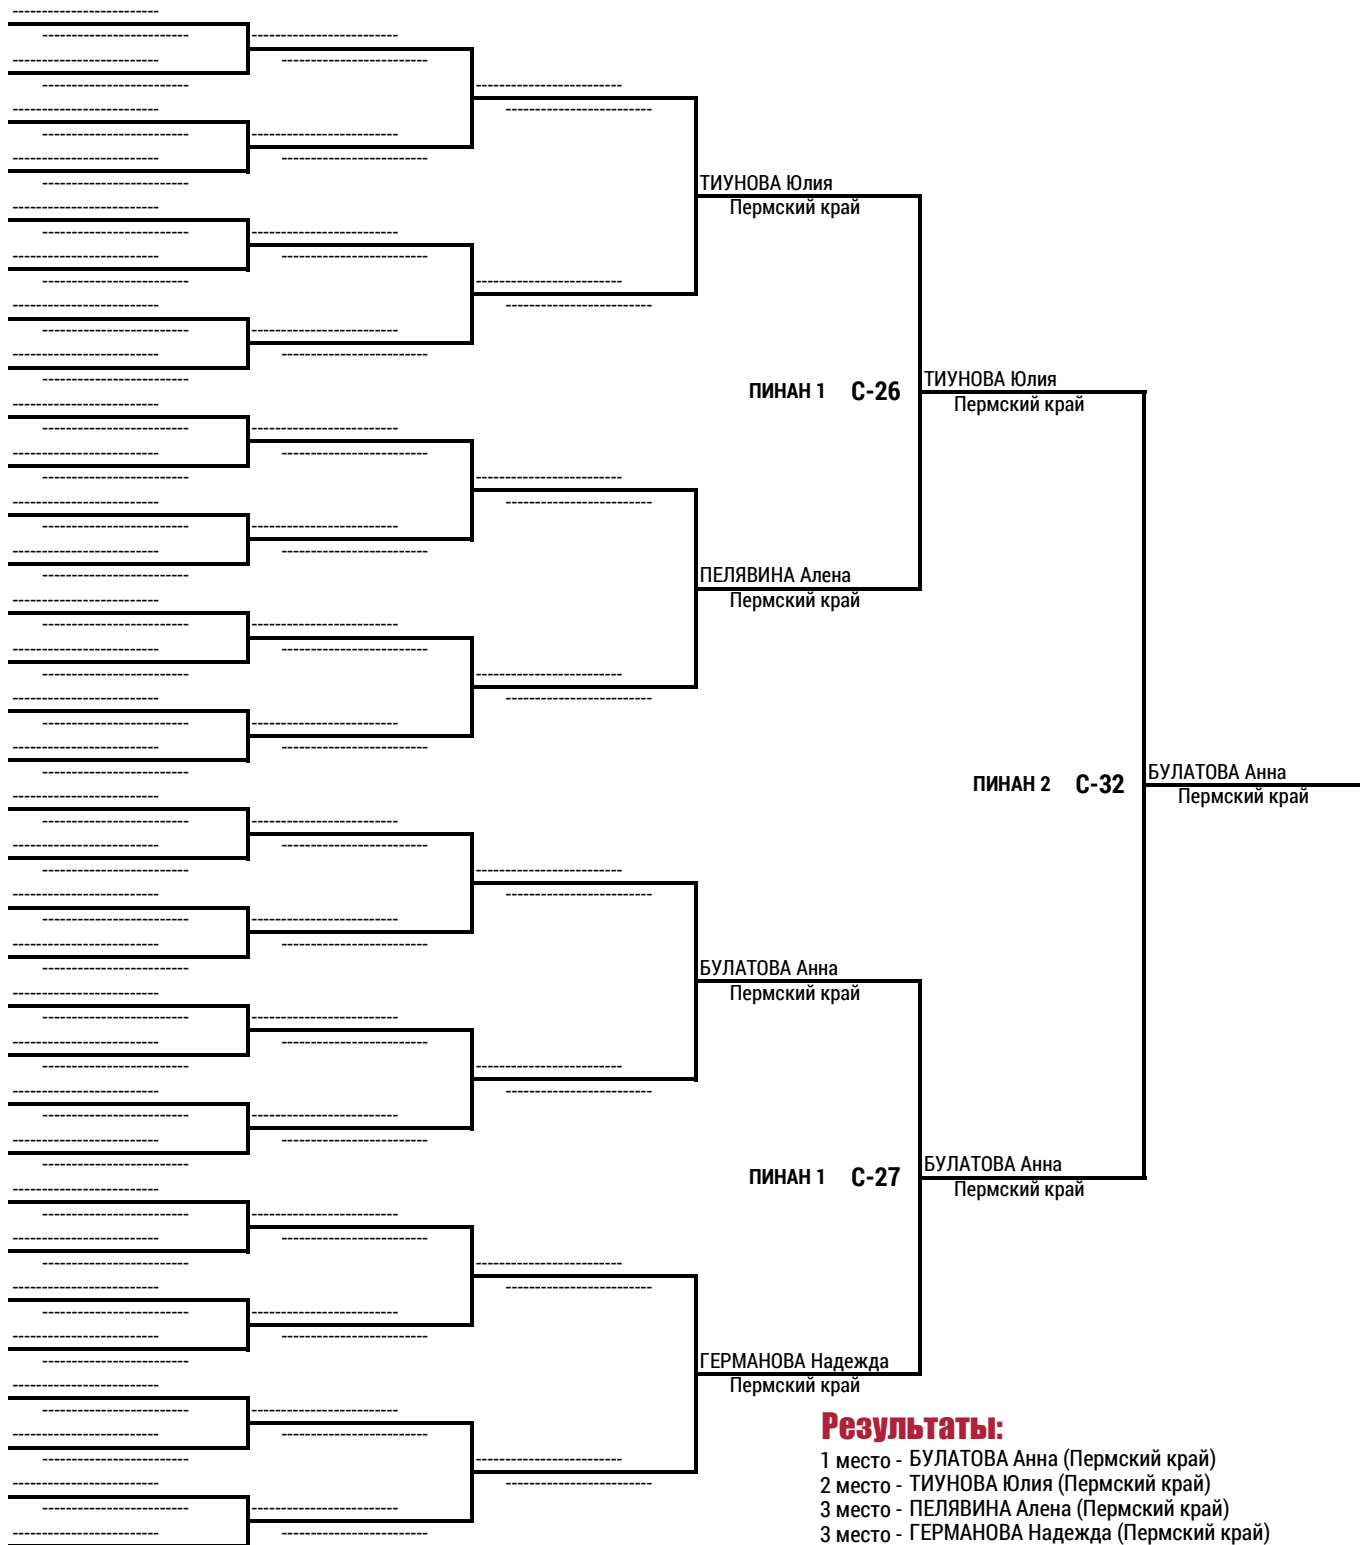 ТИУНОВА Юлия
Пермский край
ПИНАН 1 С-26
ТИУНОВА Юлия
Пермский край
ПЕЛЯВИНА Алена
Пермский край
ПИНАН 2 С-32
БУЛАТОВА Анна
Пермский край
БУЛАТОВА Анна
Пермский край
ПИНАН 1 С-27
БУЛАТОВА Анна
Пермский край
ГЕРМАНОВА Надежда
Пермский край
Результаты:
1 место - БУЛАТОВА Анна (Пермский край)
2 место - ТИУНОВА Юлия (Пермский край)
3 место - ПЕЛЯВИНА Алена (Пермский край)
3 место - ГЕРМАНОВА Надежда (Пермский край)